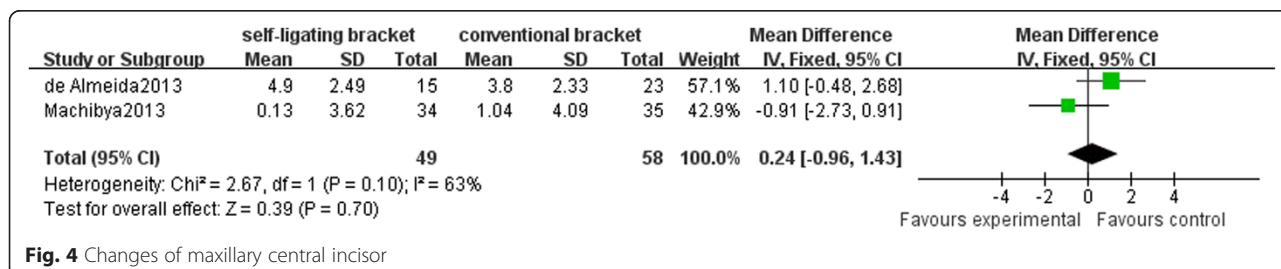 self-ligating bracket conventional bracket Mean Difference Mean Difference
Study or Subgroup Mean SD Total Mean SD Total Weight IV, Fixed, 95% CI IV, Fixed, 95% CI
de Almeida2013 4.9 2.49 15 3.8 2.33 23 57.1% 1.10 [-0.48, 2.68]
Machibya2013 0.13 3.62 34 1.04 4.09 35 42.9% -0.91 [-2.73, 0.91]
Total (95% CI) 49 58 100.0% 0.24 [-0.96, 1.43]
Heterogeneity: Chi² = 2.67, df = 1 (P = 0.10); I² = 63%
Test for overall effect: Z = 0.39 (P = 0.70)
-4 -2 0 2 4
Favours experimental Favours control
Fig. 4 Changes of maxillary central incisor